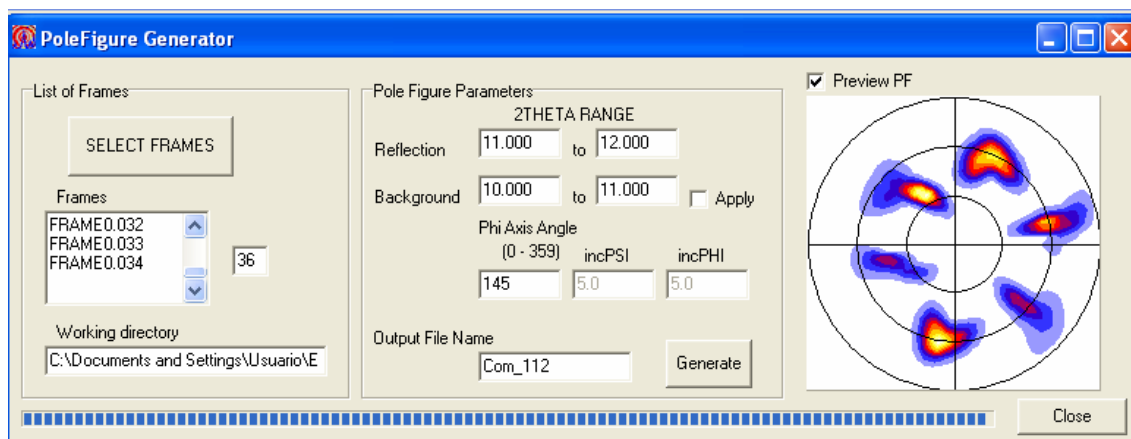 PoleFigure Generator
List of Frames
SELECT FRAMES
Frames
FRAME0.032
FRAME0.033
FRAME0.034
36
Working directory
C:\Documents and Settings\Usuario\E
Pole Figure Parameters
2THETA RANGE
Reflection 11.000 to 12.000
Background 10.000 to 11.000 Apply
Phi Axis Angle
(0 - 359) incPSI incPHI
145 5.0 5.0
Output File Name
Com_112 Generate
Preview PF
Close